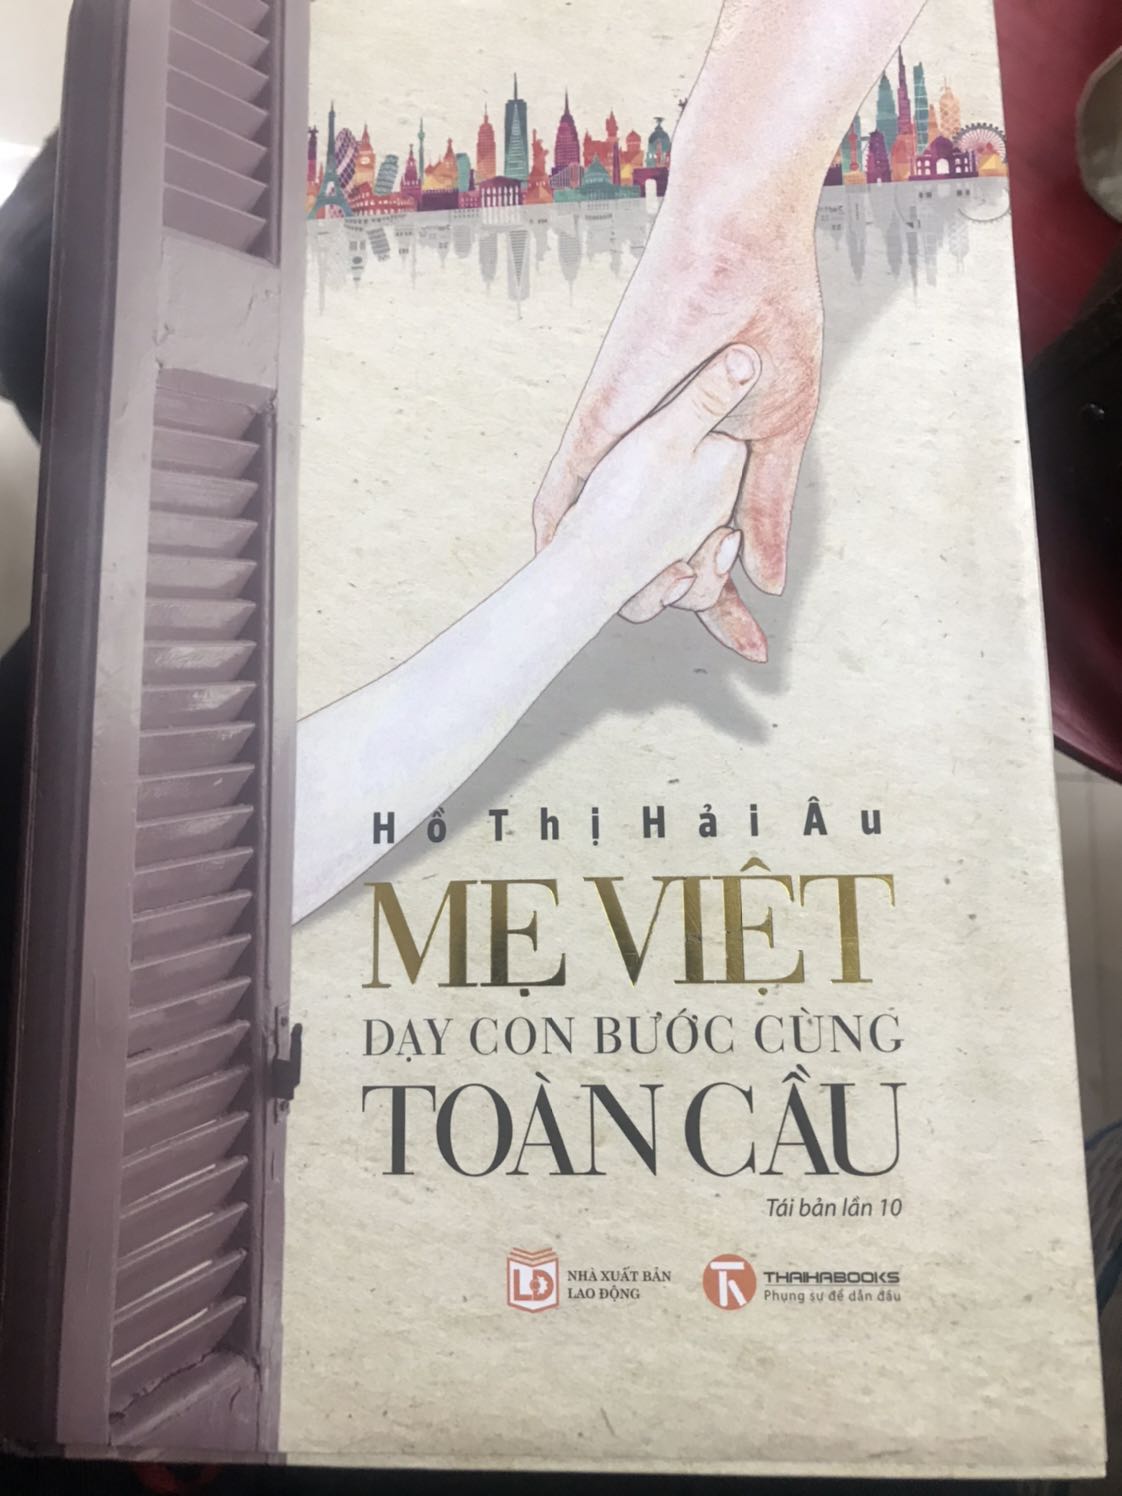 Hồ Thị Hải Âu
MẸ VIỆT
DẠY CON BƯỚC CÙNG
TOÀN CẦU
Tái bản lần 10
NHÀ XUẤT BẢN
LAO ĐỘNG
THAIHABOOKS
Phụng sự để dẫn đầu